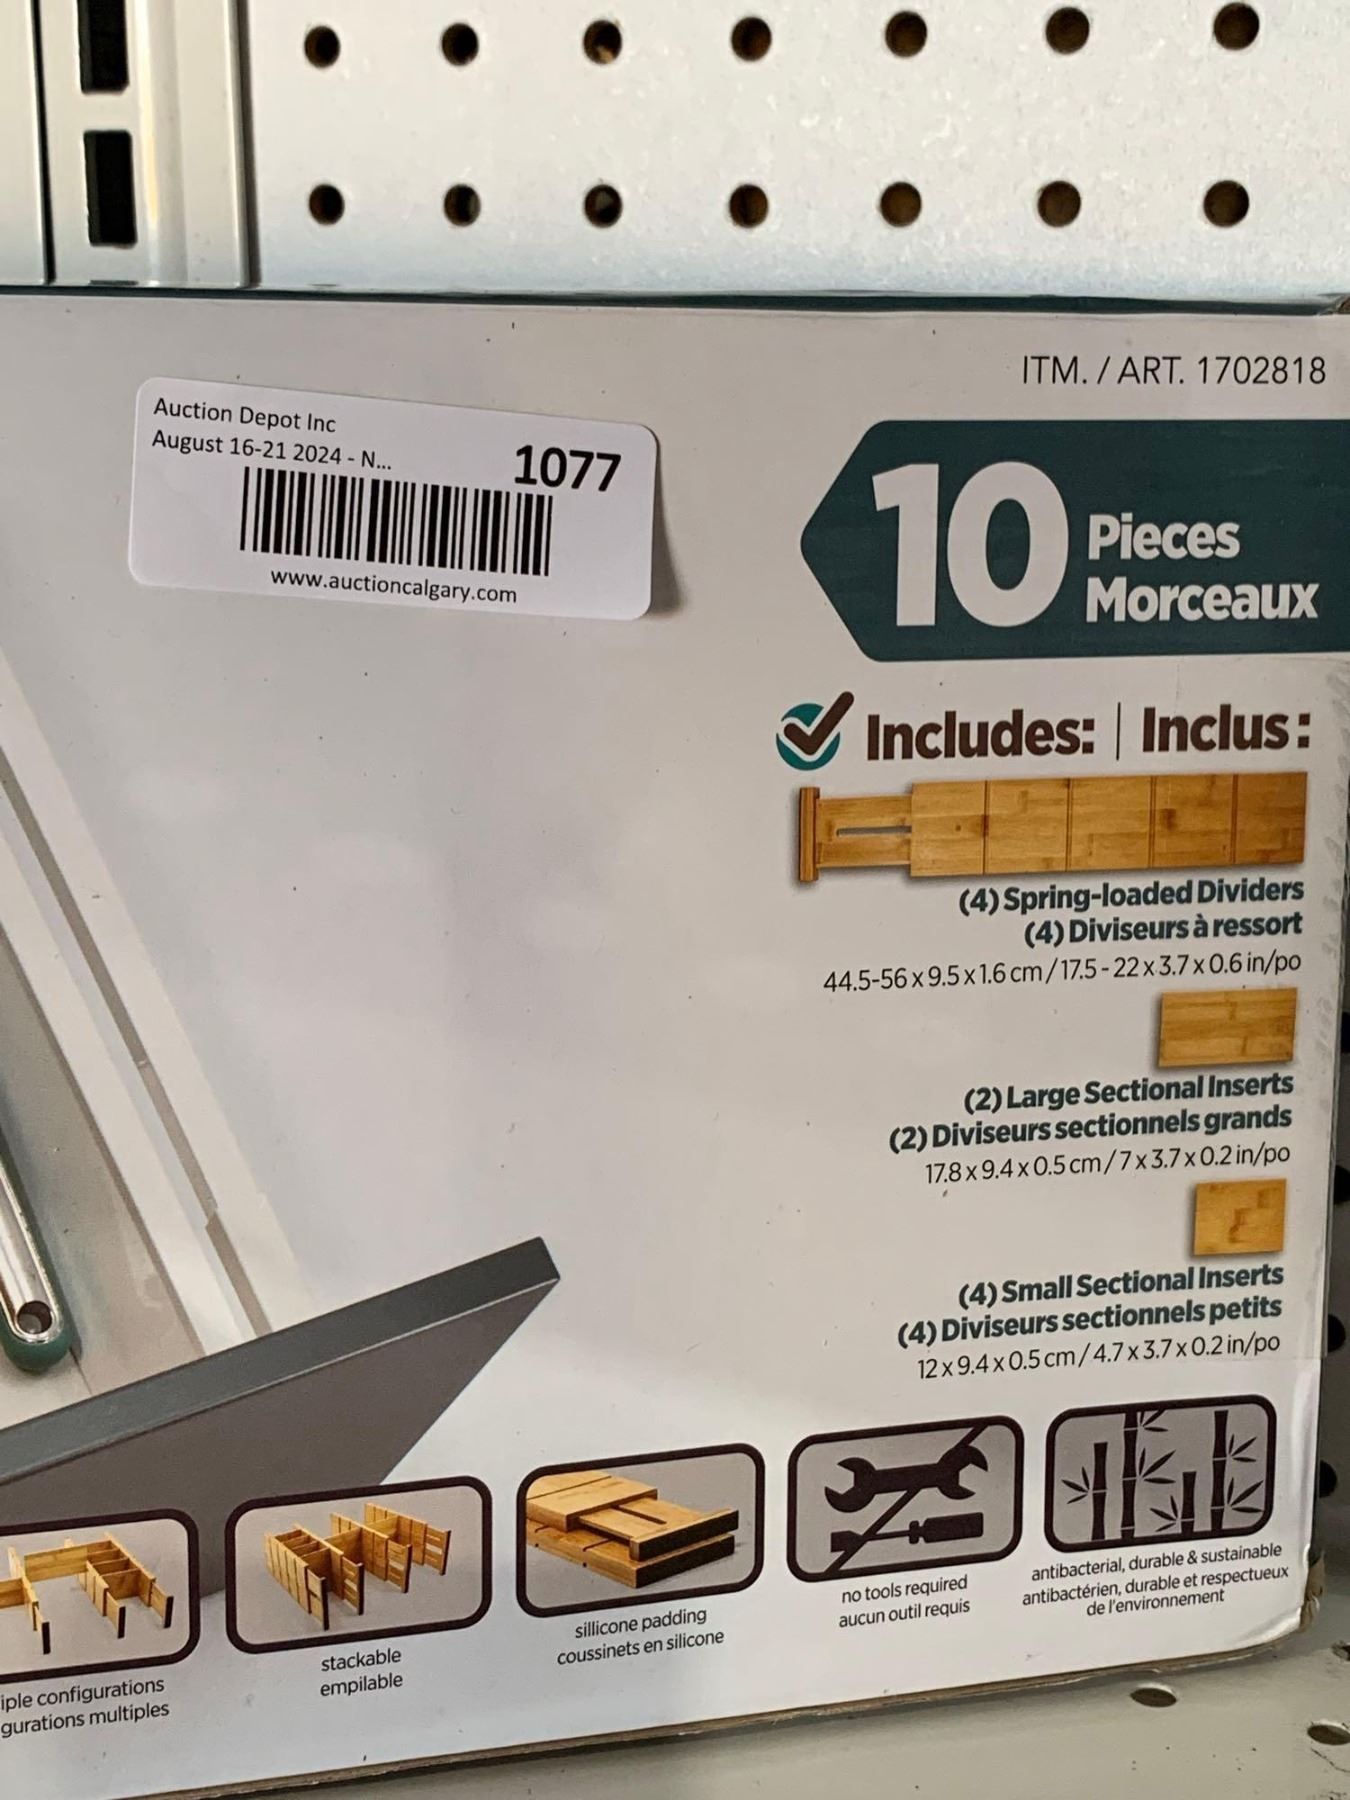 ITM. / ART. 1702818
Auction Depot Inc
August 16-21 2024 - N...
1077
www.auctioncalgary.com
10 Pieces
Morceaux
Includes: | Inclus :
(4) Spring-loaded Dividers
(4) Diviseurs à ressort
44.5-56 x 9.5 x 1.6 cm / 17.5 - 22 x 3.7 x 0.6 in/po
(2) Large Sectional Inserts
(2) Diviseurs sectionnels grands
17.8 x 9.4 x 0.5 cm / 7 x 3.7 x 0.2 in/po
(4) Small Sectional Inserts
(4) Diviseurs sectionnels petits
12 x 9.4 x 0.5 cm / 4.7 x 3.7 x 0.2 in/po
iple configurations
gurations multiples
stackable
empilable
sillicone padding
coussinets en silicone
no tools required
aucun outil requis
antibacterial, durable & sustainable
antibactérien, durable et respectueux
de l'environnement